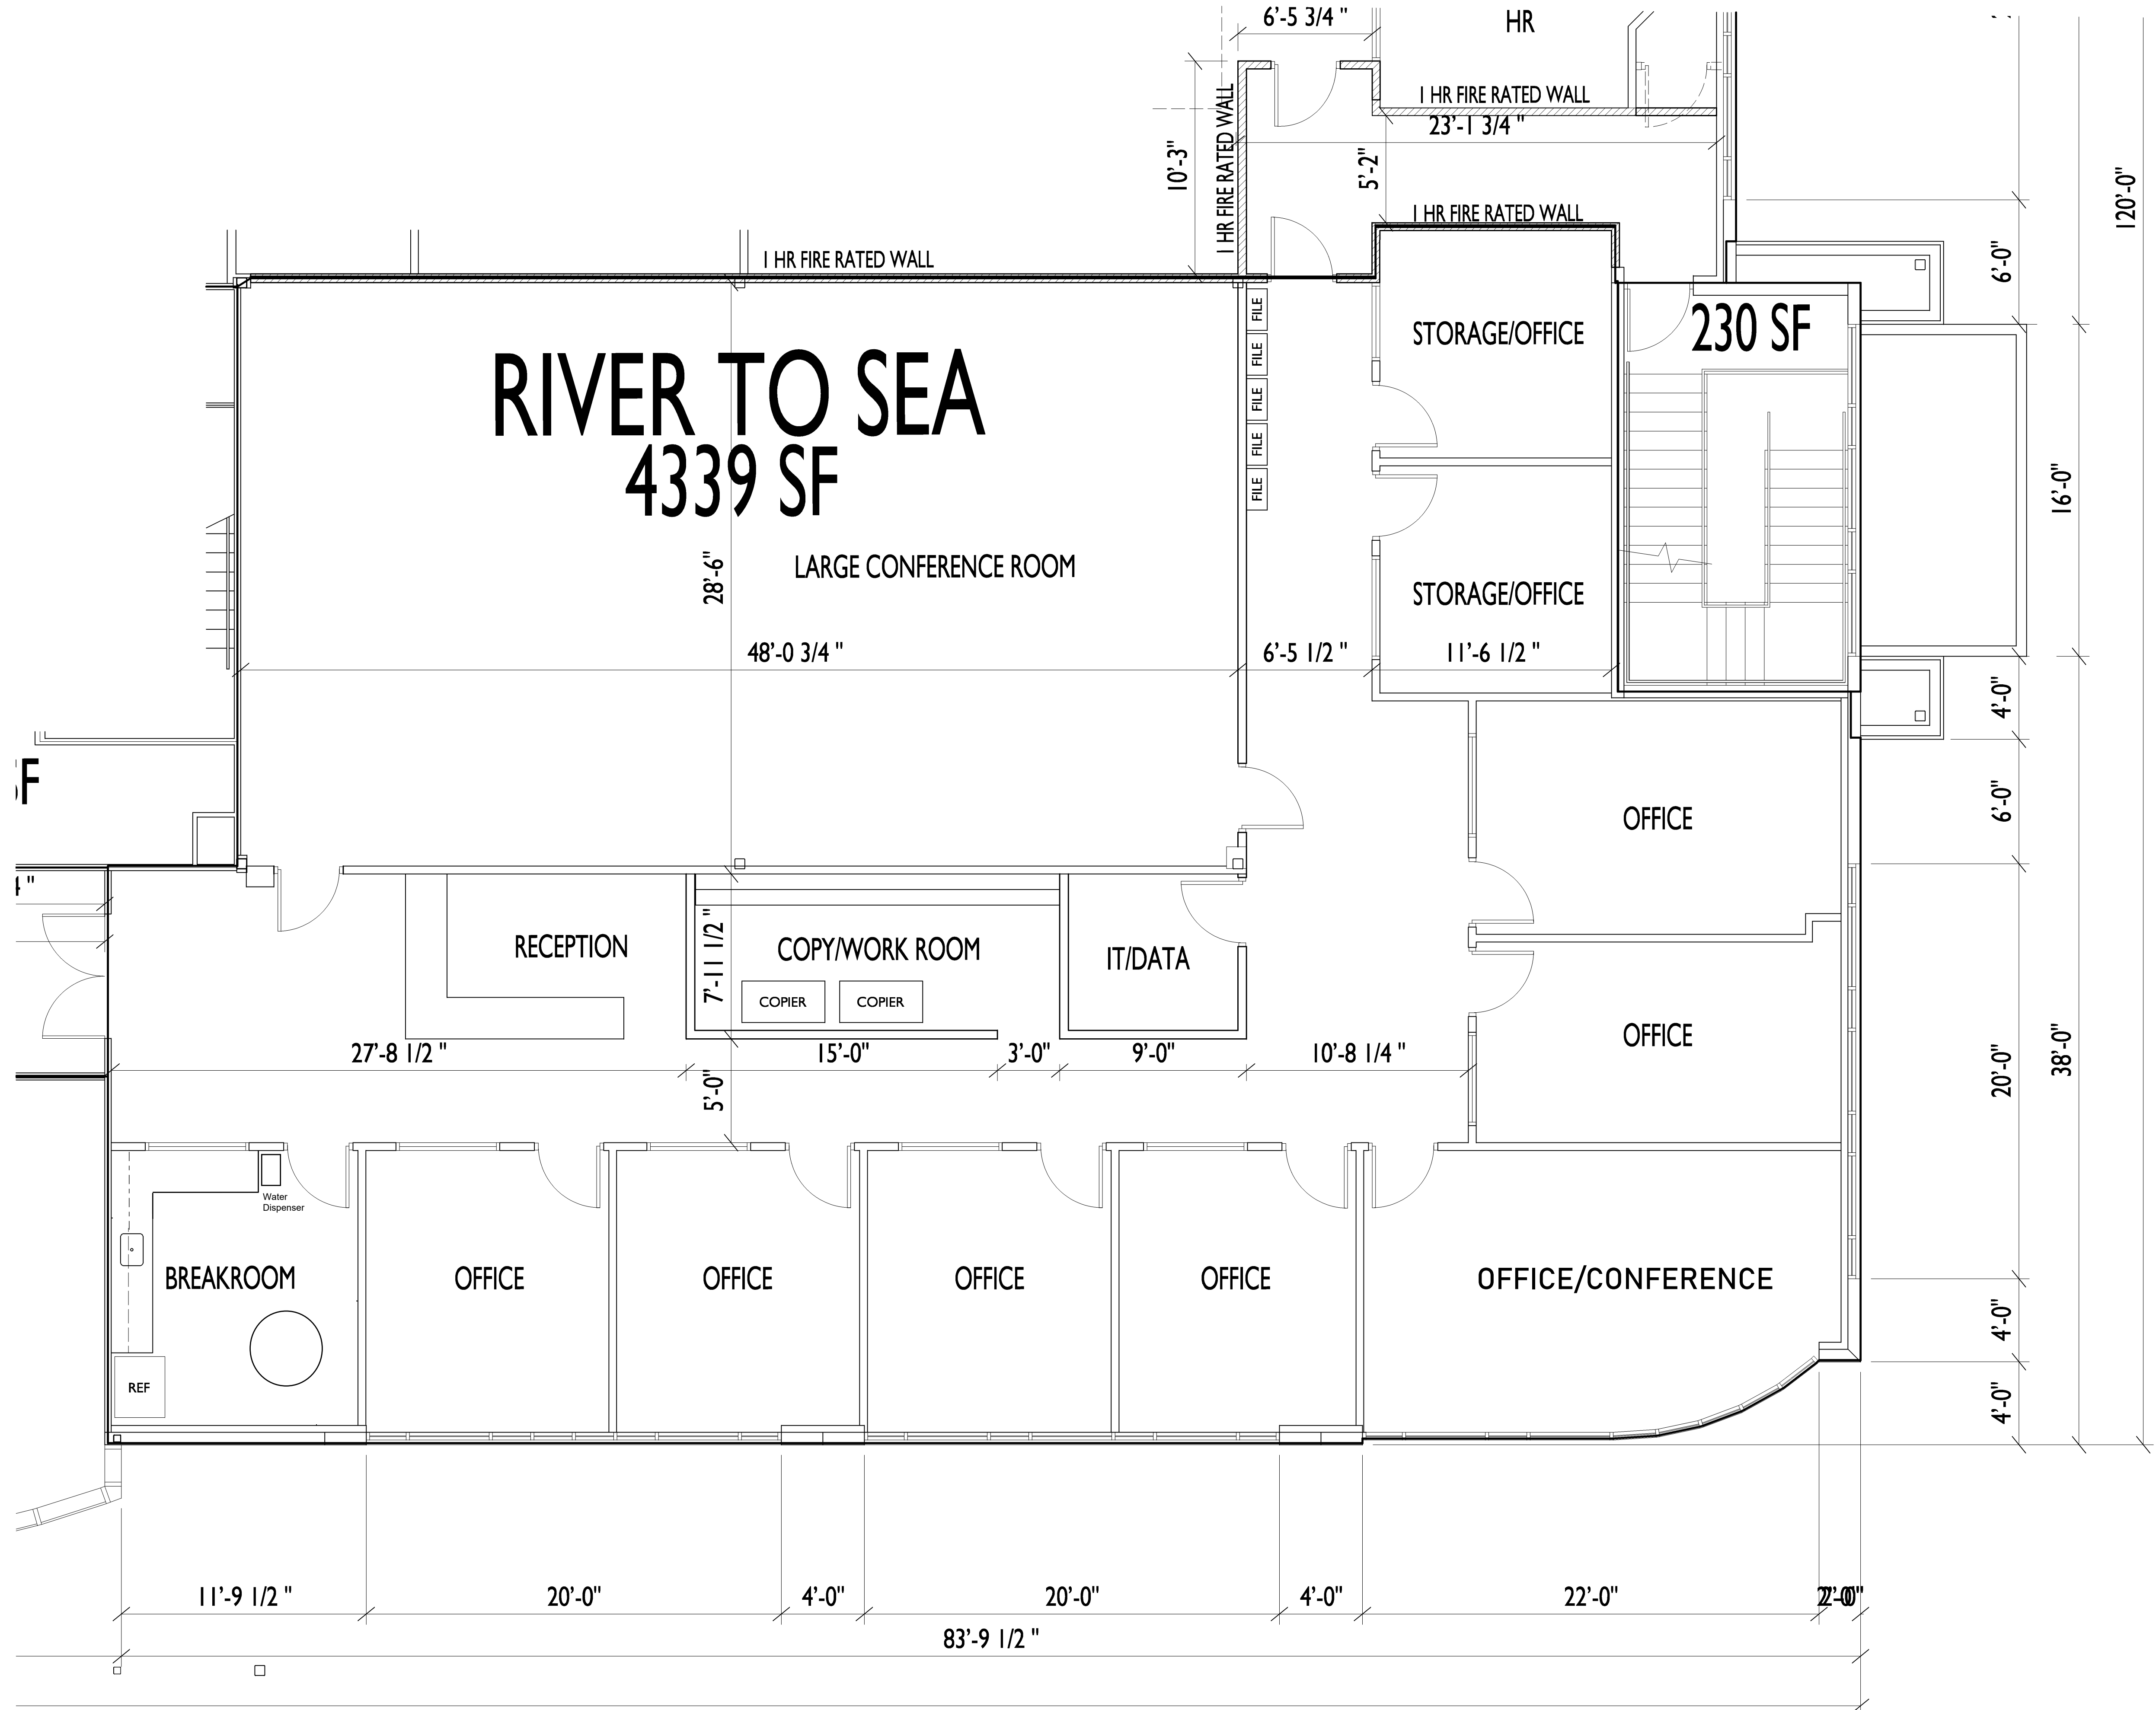 6'-5 3/4 "
HR
1 HR FIRE RATED WALL
23'-1 3/4 "
10'-3"
1 HR FIRE RATED WALL
5'-2"
1 HR FIRE RATED WALL
120'-0"
1 HR FIRE RATED WALL
6'-0"
FILE
FILE
FILE
FILE
FILE
STORAGE/OFFICE
230 SF
RIVER TO SEA
4339 SF
16'-0"
28'-6"
LARGE CONFERENCE ROOM
STORAGE/OFFICE
48'-0 3/4 "
6'-5 1/2 "
11'-6 1/2 "
4'-0"
SF
OFFICE
6'-0"
4 "
RECEPTION
7'-11 1/2 "
COPY/WORK ROOM
IT/DATA
COPIER
COPIER
OFFICE
27'-8 1/2 "
15'-0"
3'-0"
9'-0"
10'-8 1/4 "
5'-0"
20'-0"
38'-0"
Water
Dispenser
BREAKROOM
OFFICE
OFFICE
OFFICE
OFFICE
OFFICE/CONFERENCE
4'-0"
REF
4'-0"
11'-9 1/2 "
20'-0"
4'-0"
20'-0"
4'-0"
22'-0"
83'-9 1/2 "